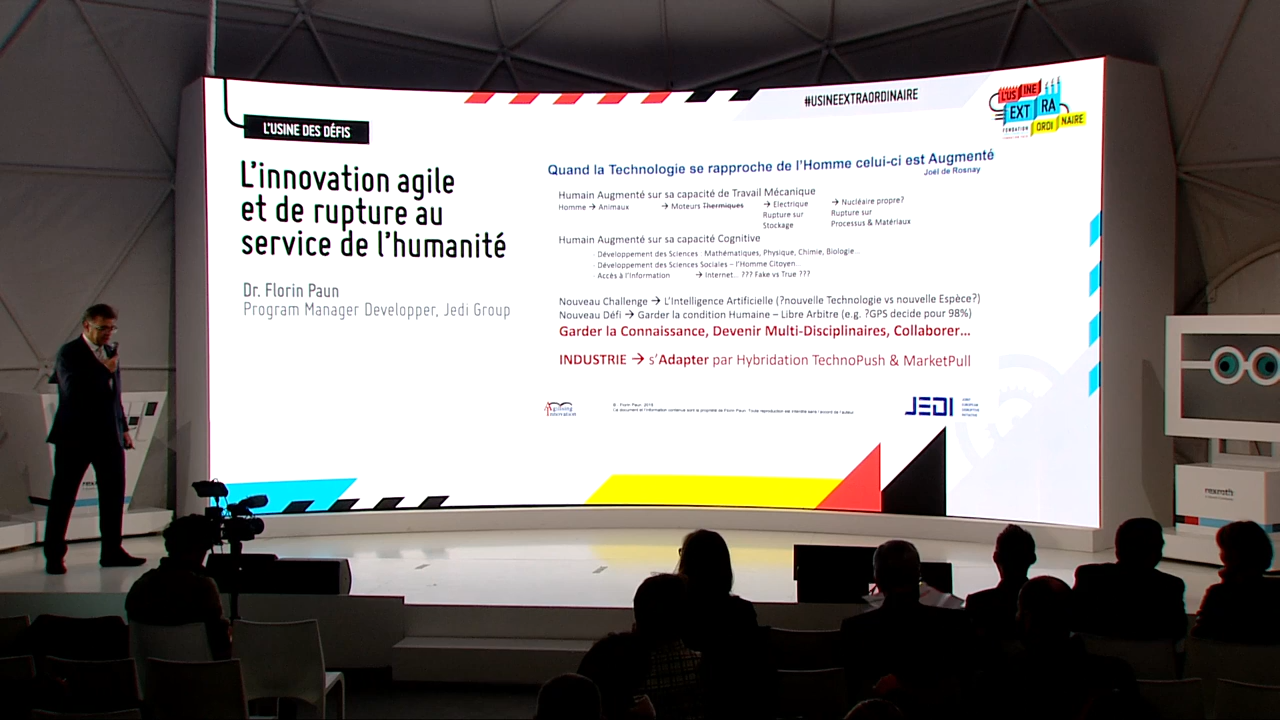 #USINEEXTRAORDINAIRE
L'USINE
EXTRA
FONDATION
ORDINAIRE
L'USINE DES DÉFIS
L'innovation agile
et de rupture au
service de l'humanité
Dr. Florin Paun
Program Manager Developper, Jedi Group
Quand la Technologie se rapproche de l'Homme celui-ci est Augmenté
Joël de Rosnay
Humain Augmenté sur sa capacité de Travail Mécanique
Homme → Animaux → Moteurs Thermiques → Electrique → Nucléaire propre?
Rupture sur Rupture sur
Stockage Processus & Matériaux
Humain Augmenté sur sa capacité Cognitive
- Développement des Sciences : Mathématiques, Physique, Chimie, Biologie...
- Développement des Sciences Sociales – l'Homme Citoyen...
- Accès à l'Information → Internet... ??? Fake vs True ???
Nouveau Challenge → L'Intelligence Artificielle (?nouvelle Technologie vs nouvelle Espèce?)
Nouveau Défi → Garder la condition Humaine – Libre Arbitre (e.g. ?GPS decide pour 98%)
Garder la Connaissance, Devenir Multi-Disciplinaires, Collaborer...
INDUSTRIE → s'Adapter par Hybridation TechnoPush & MarketPull
JEDI
rexroth